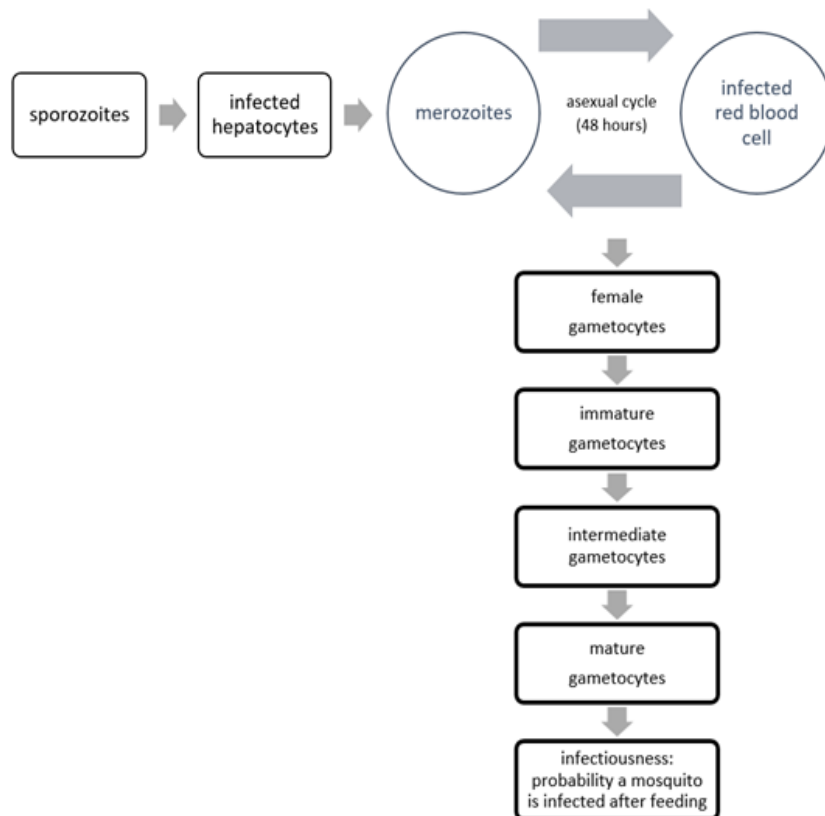 sporozoites
infected
hepatocytes
merozoites
asexual cycle
(48 hours)
infected
red blood
cell
female
gametocytes
immature
gametocytes
intermediate
gametocytes
mature
gametocytes
infectiousness:
probability a mosquito
is infected after feeding